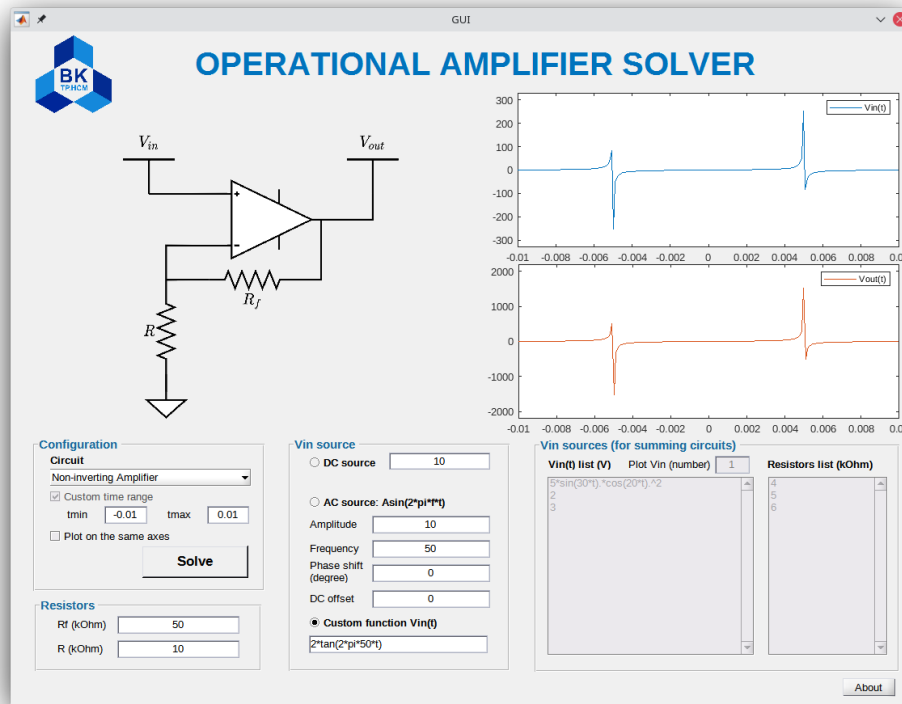 GUI
BK
TP.HCM
OPERATIONAL AMPLIFIER SOLVER
Vin
Vout
+
−
Rf
R
300
200
100
0
-100
-200
-300
Vin(t)
-0.01 -0.008 -0.006 -0.004 -0.002 0 0.002 0.004 0.006 0.008
2000
1000
0
-1000
-2000
Vout(t)
-0.01 -0.008 -0.006 -0.004 -0.002 0 0.002 0.004 0.006 0.008
Configuration
Circuit
Non-inverting Amplifier
Custom time range
tmin -0.01 tmax 0.01
Plot on the same axes
Solve
Resistors
Rf (kOhm) 50
R (kOhm) 10
Vin source
DC source 10
AC source: Asin(2*pi*f*t)
Amplitude 10
Frequency 50
Phase shift
(degree) 0
DC offset 0
Custom function Vin(t)
2*tan(2*pi*50*t)
Vin sources (for summing circuits)
Vin(t) list (V) Plot Vin (number) 1 Resistors list (kOhm)
5*sin(30*t).*cos(20*t).^2
2
3
4
5
6
About